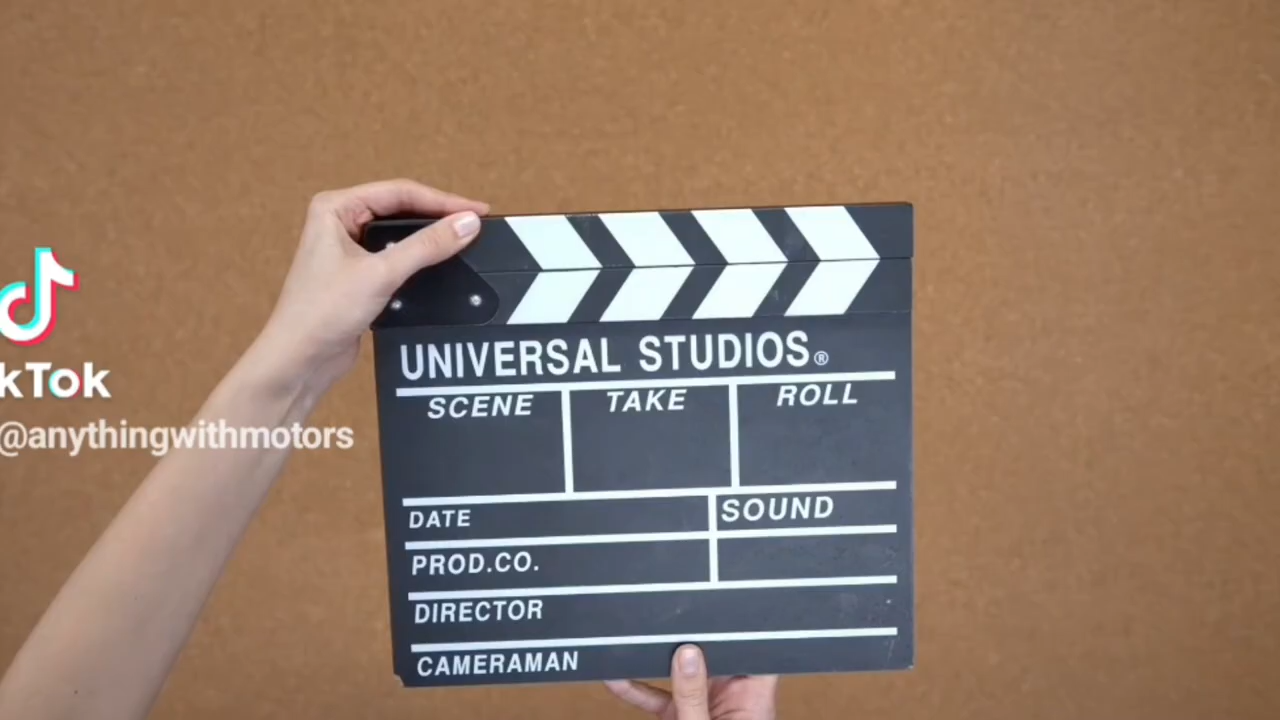 UNIVERSAL STUDIOS®
SCENE TAKE ROLL
DATE SOUND
PROD.CO.
DIRECTOR
CAMERAMAN
kTok
@anythingwithmotors